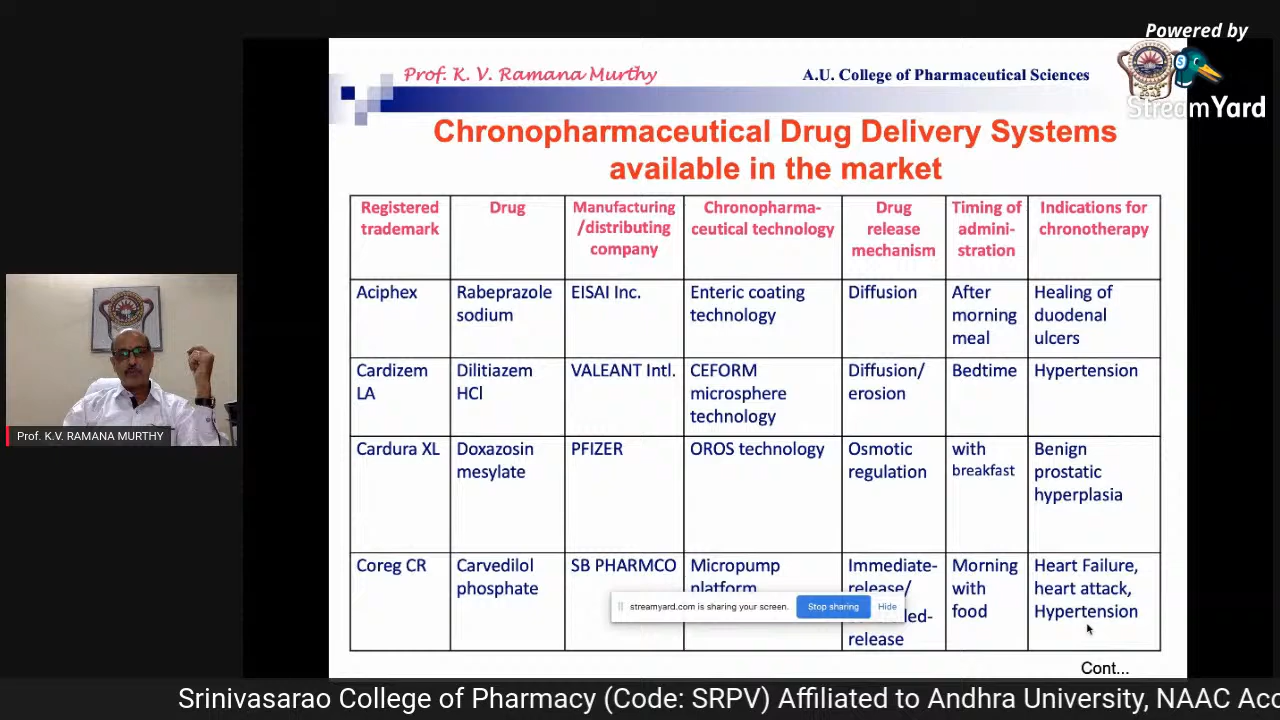 Powered by
StreamYard
Prof. K. V. Ramana Murthy
A.U. College of Pharmaceutical Sciences
Chronopharmaceutical Drug Delivery Systems
available in the market
Registered
trademark
Drug
Manufacturing
/distributing
company
Chronopharma-
ceutical technology
Drug
release
mechanism
Timing of
admini-
stration
Indications for
chronotherapy
Aciphex
Rabeprazole
sodium
EISAI Inc.
Enteric coating
technology
Diffusion
After
morning
meal
Healing of
duodenal
ulcers
Cardizem
LA
Dilitiazem
HCl
VALEANT Intl.
CEFORM
microsphere
technology
Diffusion/
erosion
Bedtime
Hypertension
Cardura XL
Doxazosin
mesylate
PFIZER
OROS technology
Osmotic
regulation
with
breakfast
Benign
prostatic
hyperplasia
Coreg CR
Carvedilol
phosphate
SB PHARMCO
Micropump
platform
Immediate-
release/
led-
release
Morning
with
food
Heart Failure,
heart attack,
Hypertension
streamyard.com is sharing your screen.
Stop sharing
Hide
Cont...
Prof. K.V. RAMANA MURTHY
Srinivasarao College of Pharmacy (Code: SRPV) Affiliated to Andhra University, NAAC Acc